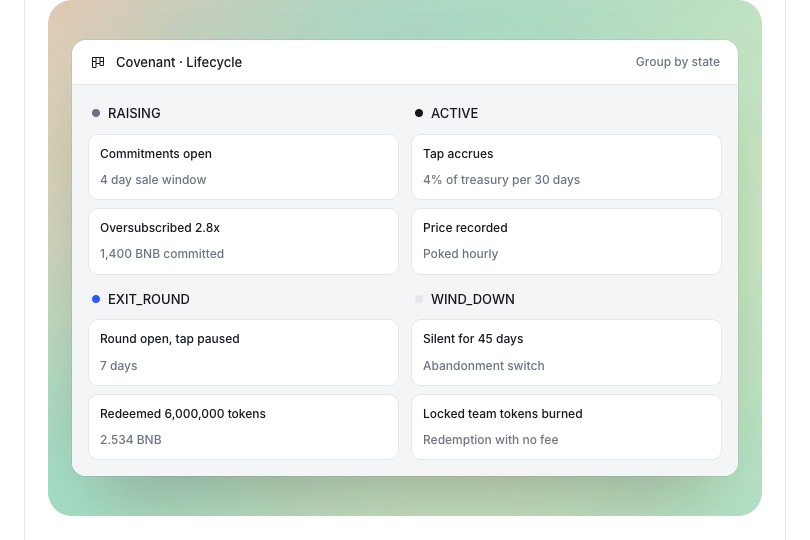 Covenant · Lifecycle
Group by state
RAISING
Commitments open
4 day sale window
Oversubscribed 2.8x
1,400 BNB committed
ACTIVE
Tap accrues
4% of treasury per 30 days
Price recorded
Poked hourly
EXIT_ROUND
Round open, tap paused
7 days
Redeemed 6,000,000 tokens
2.534 BNB
WIND_DOWN
Silent for 45 days
Abandonment switch
Locked team tokens burned
Redemption with no fee